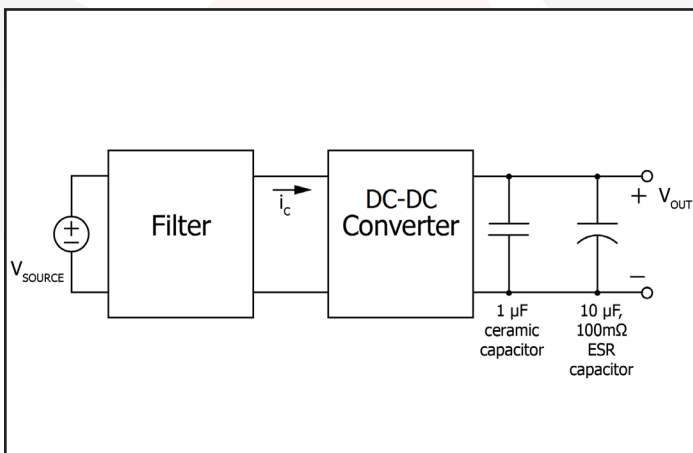 Filter
i_c
DC-DC
Converter
+ V_OUT
−
+
−
V_SOURCE
1 µF
ceramic
capacitor
10 µF,
100mΩ
ESR
capacitor